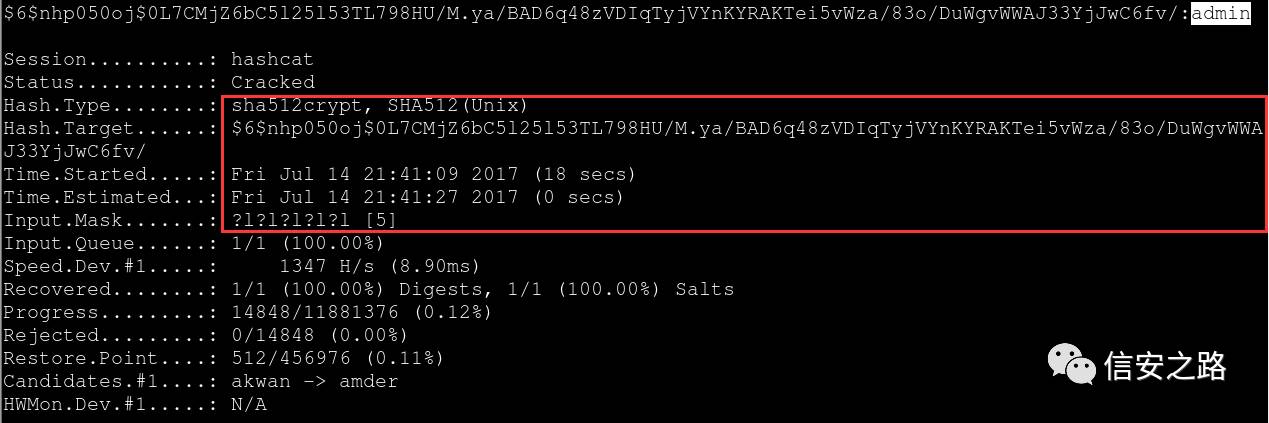 $6$nhp050oj$0L7CMjZ6bC5l25l53TL798HU/M.ya/BAD6q48zVDIqTyjVYnKYRAKTei5vWza/83o/DuWgvWWAJ33YjJwC6fv/:admin
Session..........: hashcat
Status...........: Cracked
Hash.Type........: sha512crypt, SHA512(Unix)
Hash.Target......: $6$nhp050oj$0L7CMjZ6bC5l25l53TL798HU/M.ya/BAD6q48zVDIqTyjVYnKYRAKTei5vWza/83o/DuWgvWWA
J33YjJwC6fv/
Time.Started.....: Fri Jul 14 21:41:09 2017 (18 secs)
Time.Estimated...: Fri Jul 14 21:41:27 2017 (0 secs)
Input.Mask.......: ?l?l?l?l?l [5]
Input.Queue......: 1/1 (100.00%)
Speed.Dev.#1.....:     1347 H/s (8.90ms)
Recovered........: 1/1 (100.00%) Digests, 1/1 (100.00%) Salts
Progress.........: 14848/11881376 (0.12%)
Rejected.........: 0/14848 (0.00%)
Restore.Point....: 512/456976 (0.11%)
Candidates.#1....: akwan -> amder
HWMon.Dev.#1.....: N/A
信安之路